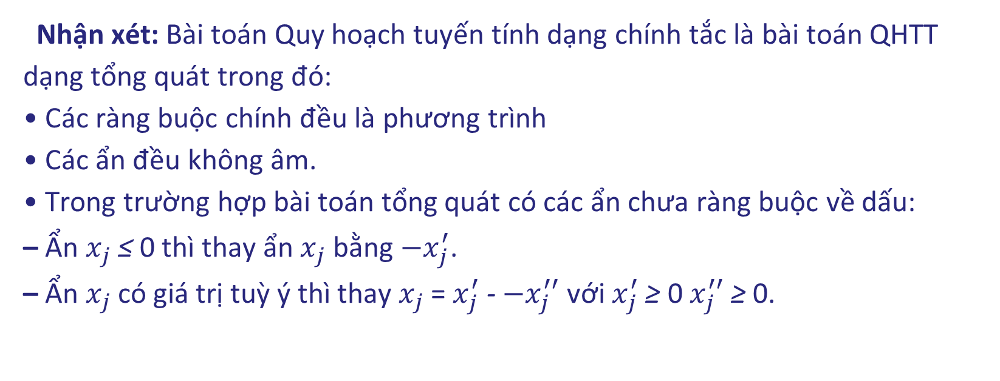 Nhận xét: Bài toán Quy hoạch tuyến tính dạng chính tắc là bài toán QHTT
dạng tổng quát trong đó:
• Các ràng buộc chính đều là phương trình
• Các ẩn đều không âm.
• Trong trường hợp bài toán tổng quát có các ẩn chưa ràng buộc về dấu:
– Ẩn $x_j$ ≤ 0 thì thay ẩn $x_j$ bằng $-x_j'$.
– Ẩn $x_j$ có giá trị tuỳ ý thì thay $x_j$ = $x_j'$ - $-x_j''$ với $x_j'$ ≥ 0 $x_j''$ ≥ 0.